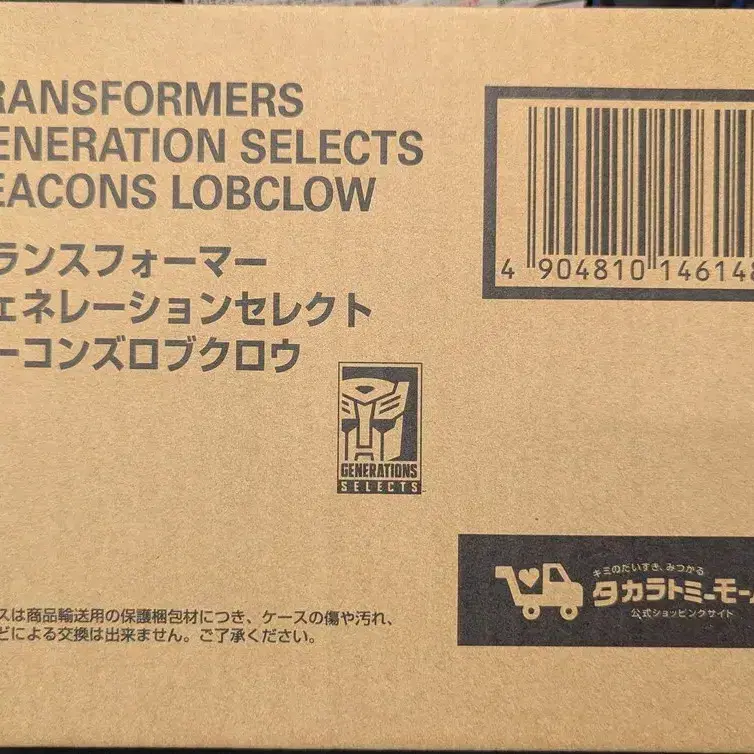 RANSFORMERS
ENERATION SELECTS
EACONS LOBCLOW
ランスフォーマー
ェネレーションセレクト
ーコンズロブクロウ
4 904810 146148
GENERATIONS
SELECTS
キミのだいすき、みつかる
タカラトミーモー
公式ショッピングサイト
スは商品輸送用の保護梱包材につき、ケースの傷や汚れ、
どによる交換は出来ません。ご了承ください。